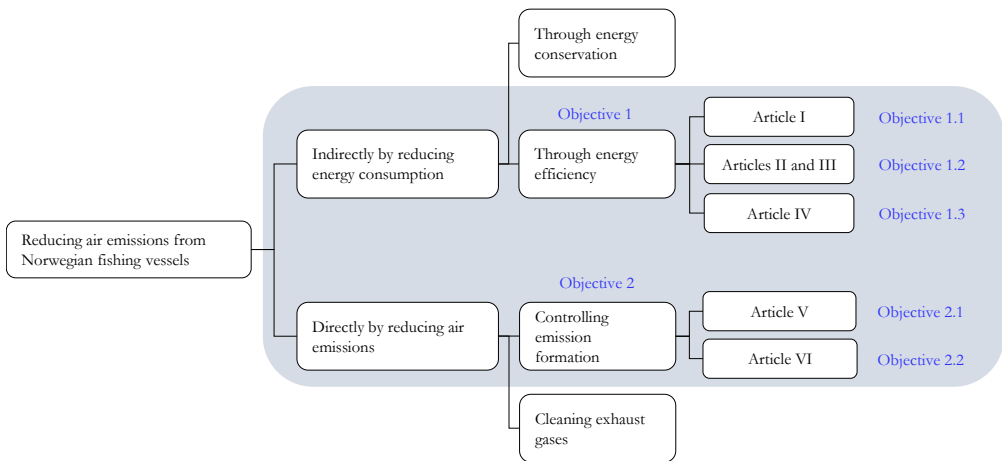 Through energy
conservation
Objective 1
Article I
Objective 1.1
Indirectly by reducing
energy consumption
Through energy
efficiency
Articles II and III
Objective 1.2
Article IV
Objective 1.3
Reducing air emissions from
Norwegian fishing vessels
Objective 2
Directly by reducing air
emissions
Controlling
emission
formation
Article V
Objective 2.1
Article VI
Objective 2.2
Cleaning exhaust
gases